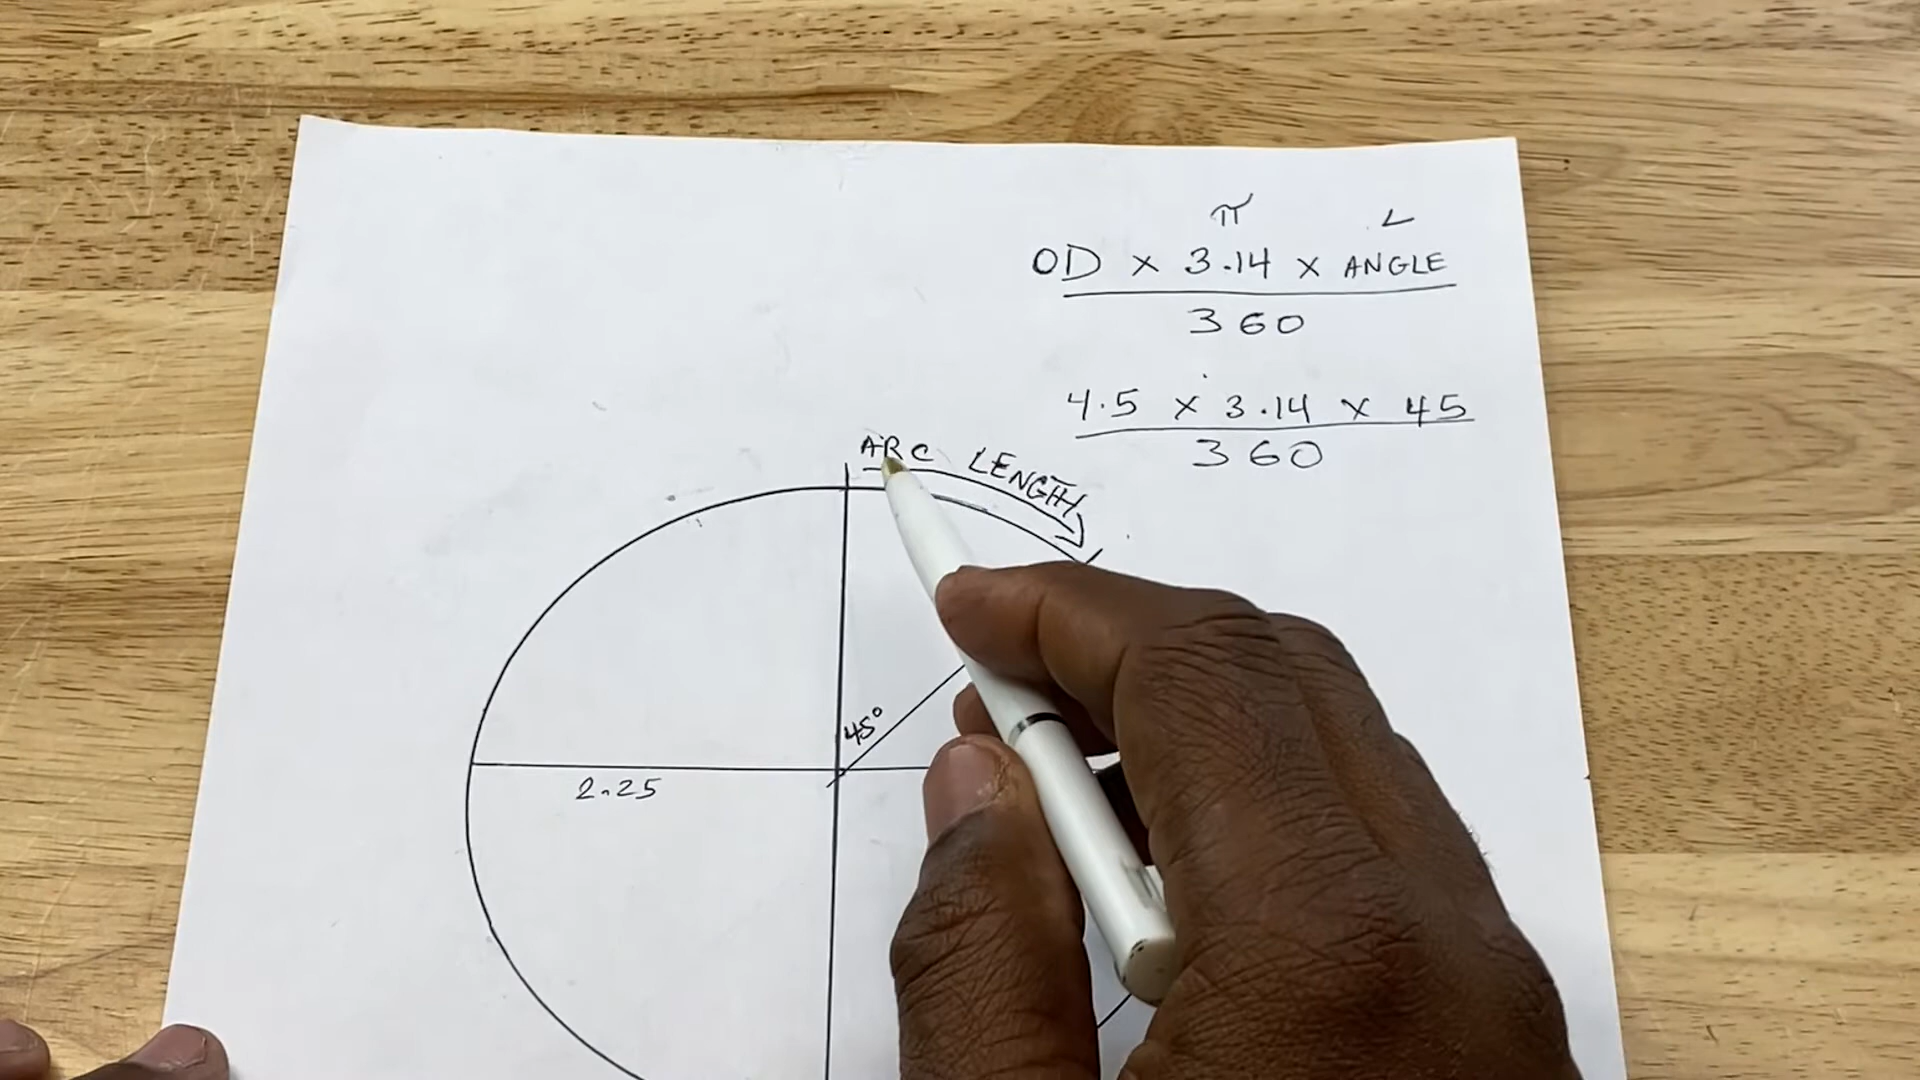 π ∠
OD × 3.14 × ANGLE
360
4.5 × 3.14 × 45
360
ARC LENGTH
45°
2.25